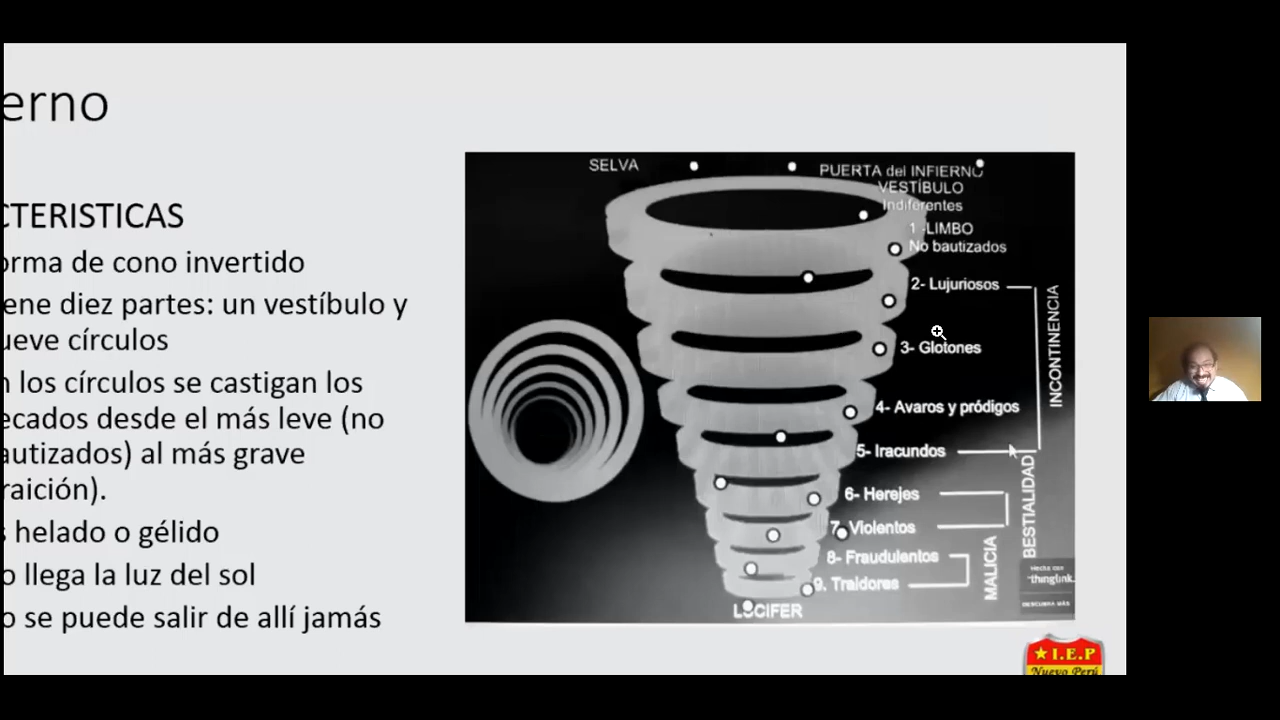 erno
CTERISTICAS
orma de cono invertido
ene diez partes: un vestíbulo y
ueve círculos
n los círculos se castigan los
ecados desde el más leve (no
autizados) al más grave
raición).
s helado o gélido
o llega la luz del sol
o se puede salir de allí jamás
SELVA
PUERTA del INFIERNO
VESTÍBULO
Indiferentes
1 -LIMBO
No bautizados
2- Lujuriosos
3- Glotones
4- Avaros y pródigos
5- Iracundos
6- Herejes
7- Violentos
8- Fraudulentos
9. Traidores
LUCIFER
INCONTINENCIA
BESTIALIDAD
MALICIA
Hecho con
thinglink.
DESCUBRA MÁS
I.E.P
Nuevo Perú